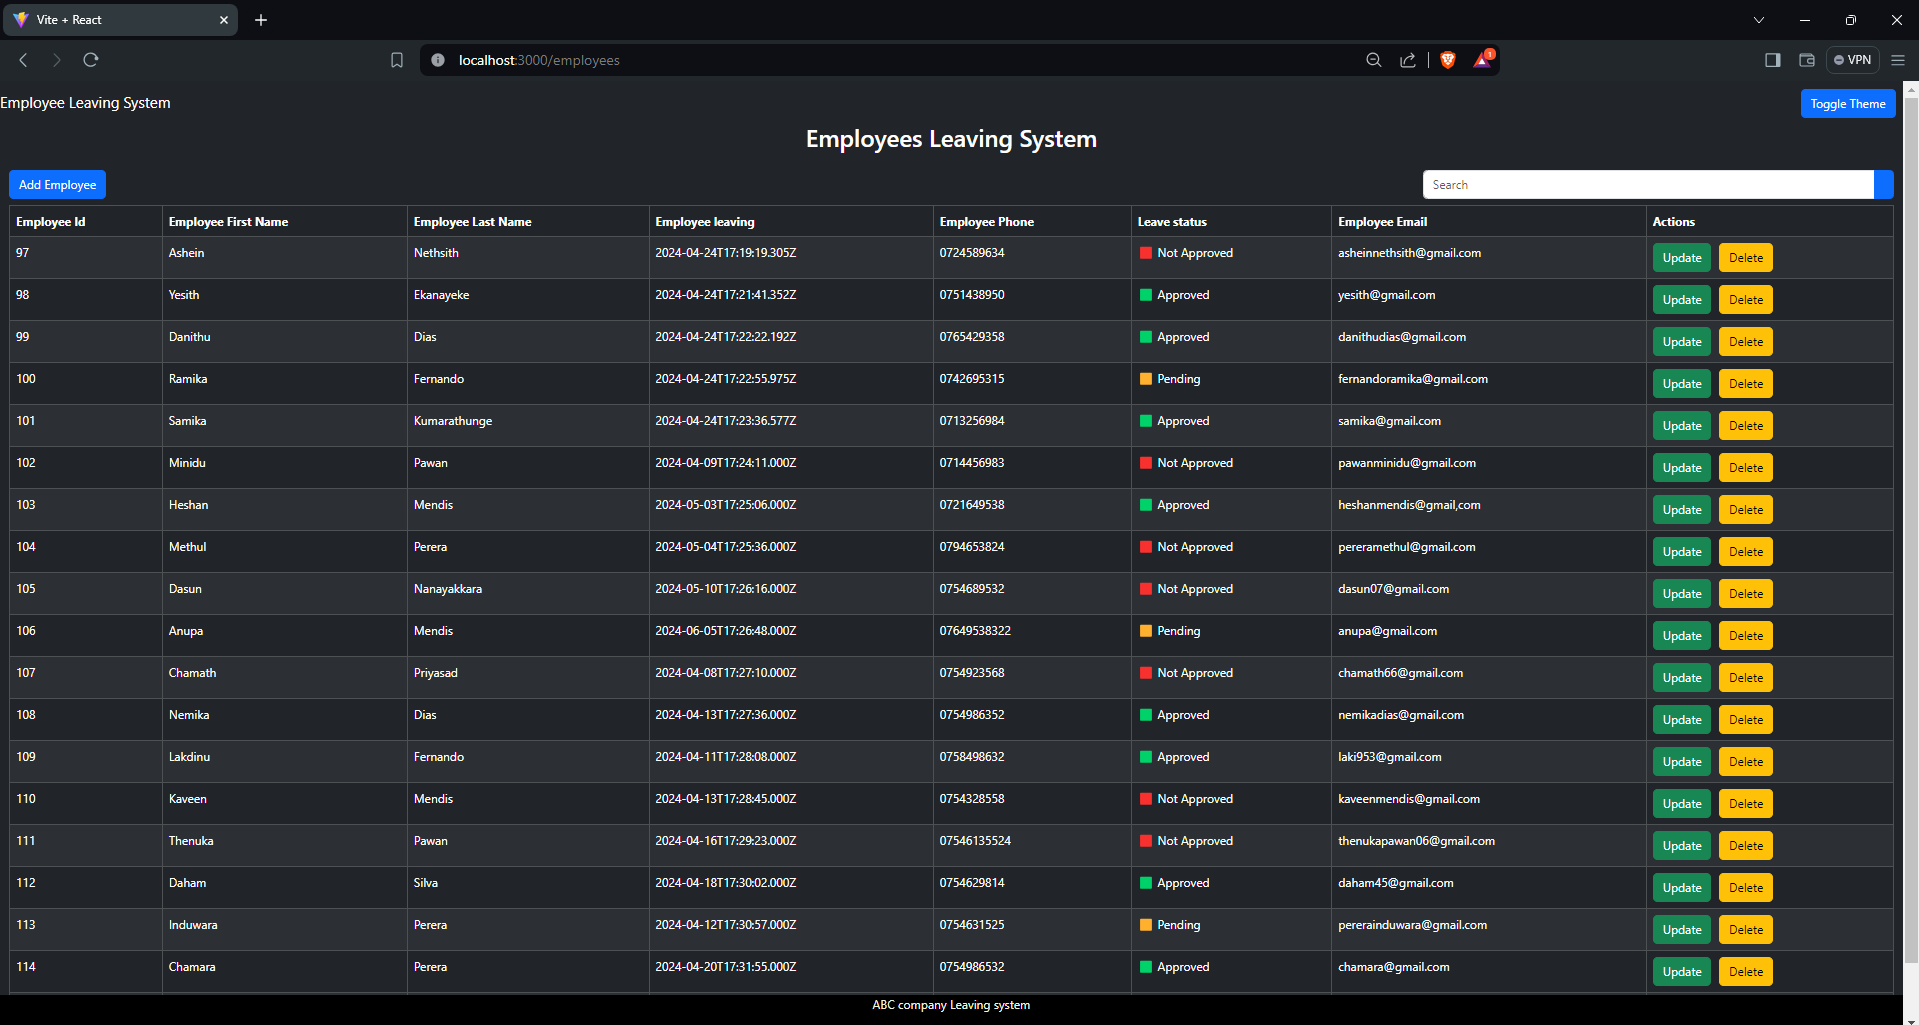 Vite + React
localhost:3000/employees
1
VPN
Employee Leaving System
Toggle Theme
Employees Leaving System
Add Employee
Search
Employee Id Employee First Name Employee Last Name Employee leaving Employee Phone Leave status Employee Email Actions
97 Ashein Nethsith 2024-04-24T17:19:19.305Z 0724589634 Not Approved asheinnethsith@gmail.com Update Delete
98 Yesith Ekanayeke 2024-04-24T17:21:41.352Z 0751438950 Approved yesith@gmail.com Update Delete
99 Danithu Dias 2024-04-24T17:22:22.192Z 0765429358 Approved danithudias@gmail.com Update Delete
100 Ramika Fernando 2024-04-24T17:22:55.975Z 0742695315 Pending fernandoramika@gmail.com Update Delete
101 Samika Kumarathunge 2024-04-24T17:23:36.577Z 0713256984 Approved samika@gmail.com Update Delete
102 Minidu Pawan 2024-04-09T17:24:11.000Z 0714456983 Not Approved pawanminidu@gmail.com Update Delete
103 Heshan Mendis 2024-05-03T17:25:06.000Z 0721649538 Approved heshanmendis@gmail,com Update Delete
104 Methul Perera 2024-05-04T17:25:36.000Z 0794653824 Not Approved pereramethul@gmail.com Update Delete
105 Dasun Nanayakkara 2024-05-10T17:26:16.000Z 0754689532 Not Approved dasun07@gmail.com Update Delete
106 Anupa Mendis 2024-06-05T17:26:48.000Z 07649538322 Pending anupa@gmail.com Update Delete
107 Chamath Priyasad 2024-04-08T17:27:10.000Z 0754923568 Not Approved chamath66@gmail.com Update Delete
108 Nemika Dias 2024-04-13T17:27:36.000Z 0754986352 Approved nemikadias@gmail.com Update Delete
109 Lakdinu Fernando 2024-04-11T17:28:08.000Z 0758498632 Approved laki953@gmail.com Update Delete
110 Kaveen Mendis 2024-04-13T17:28:45.000Z 0754328558 Not Approved kaveenmendis@gmail.com Update Delete
111 Thenuka Pawan 2024-04-16T17:29:23.000Z 07546135524 Not Approved thenukapawan06@gmail.com Update Delete
112 Daham Silva 2024-04-18T17:30:02.000Z 0754629814 Approved daham45@gmail.com Update Delete
113 Induwara Perera 2024-04-12T17:30:57.000Z 0754631525 Pending pererainduwara@gmail.com Update Delete
114 Chamara Perera 2024-04-20T17:31:55.000Z 0754986532 Approved chamara@gmail.com Update Delete
ABC company Leaving system